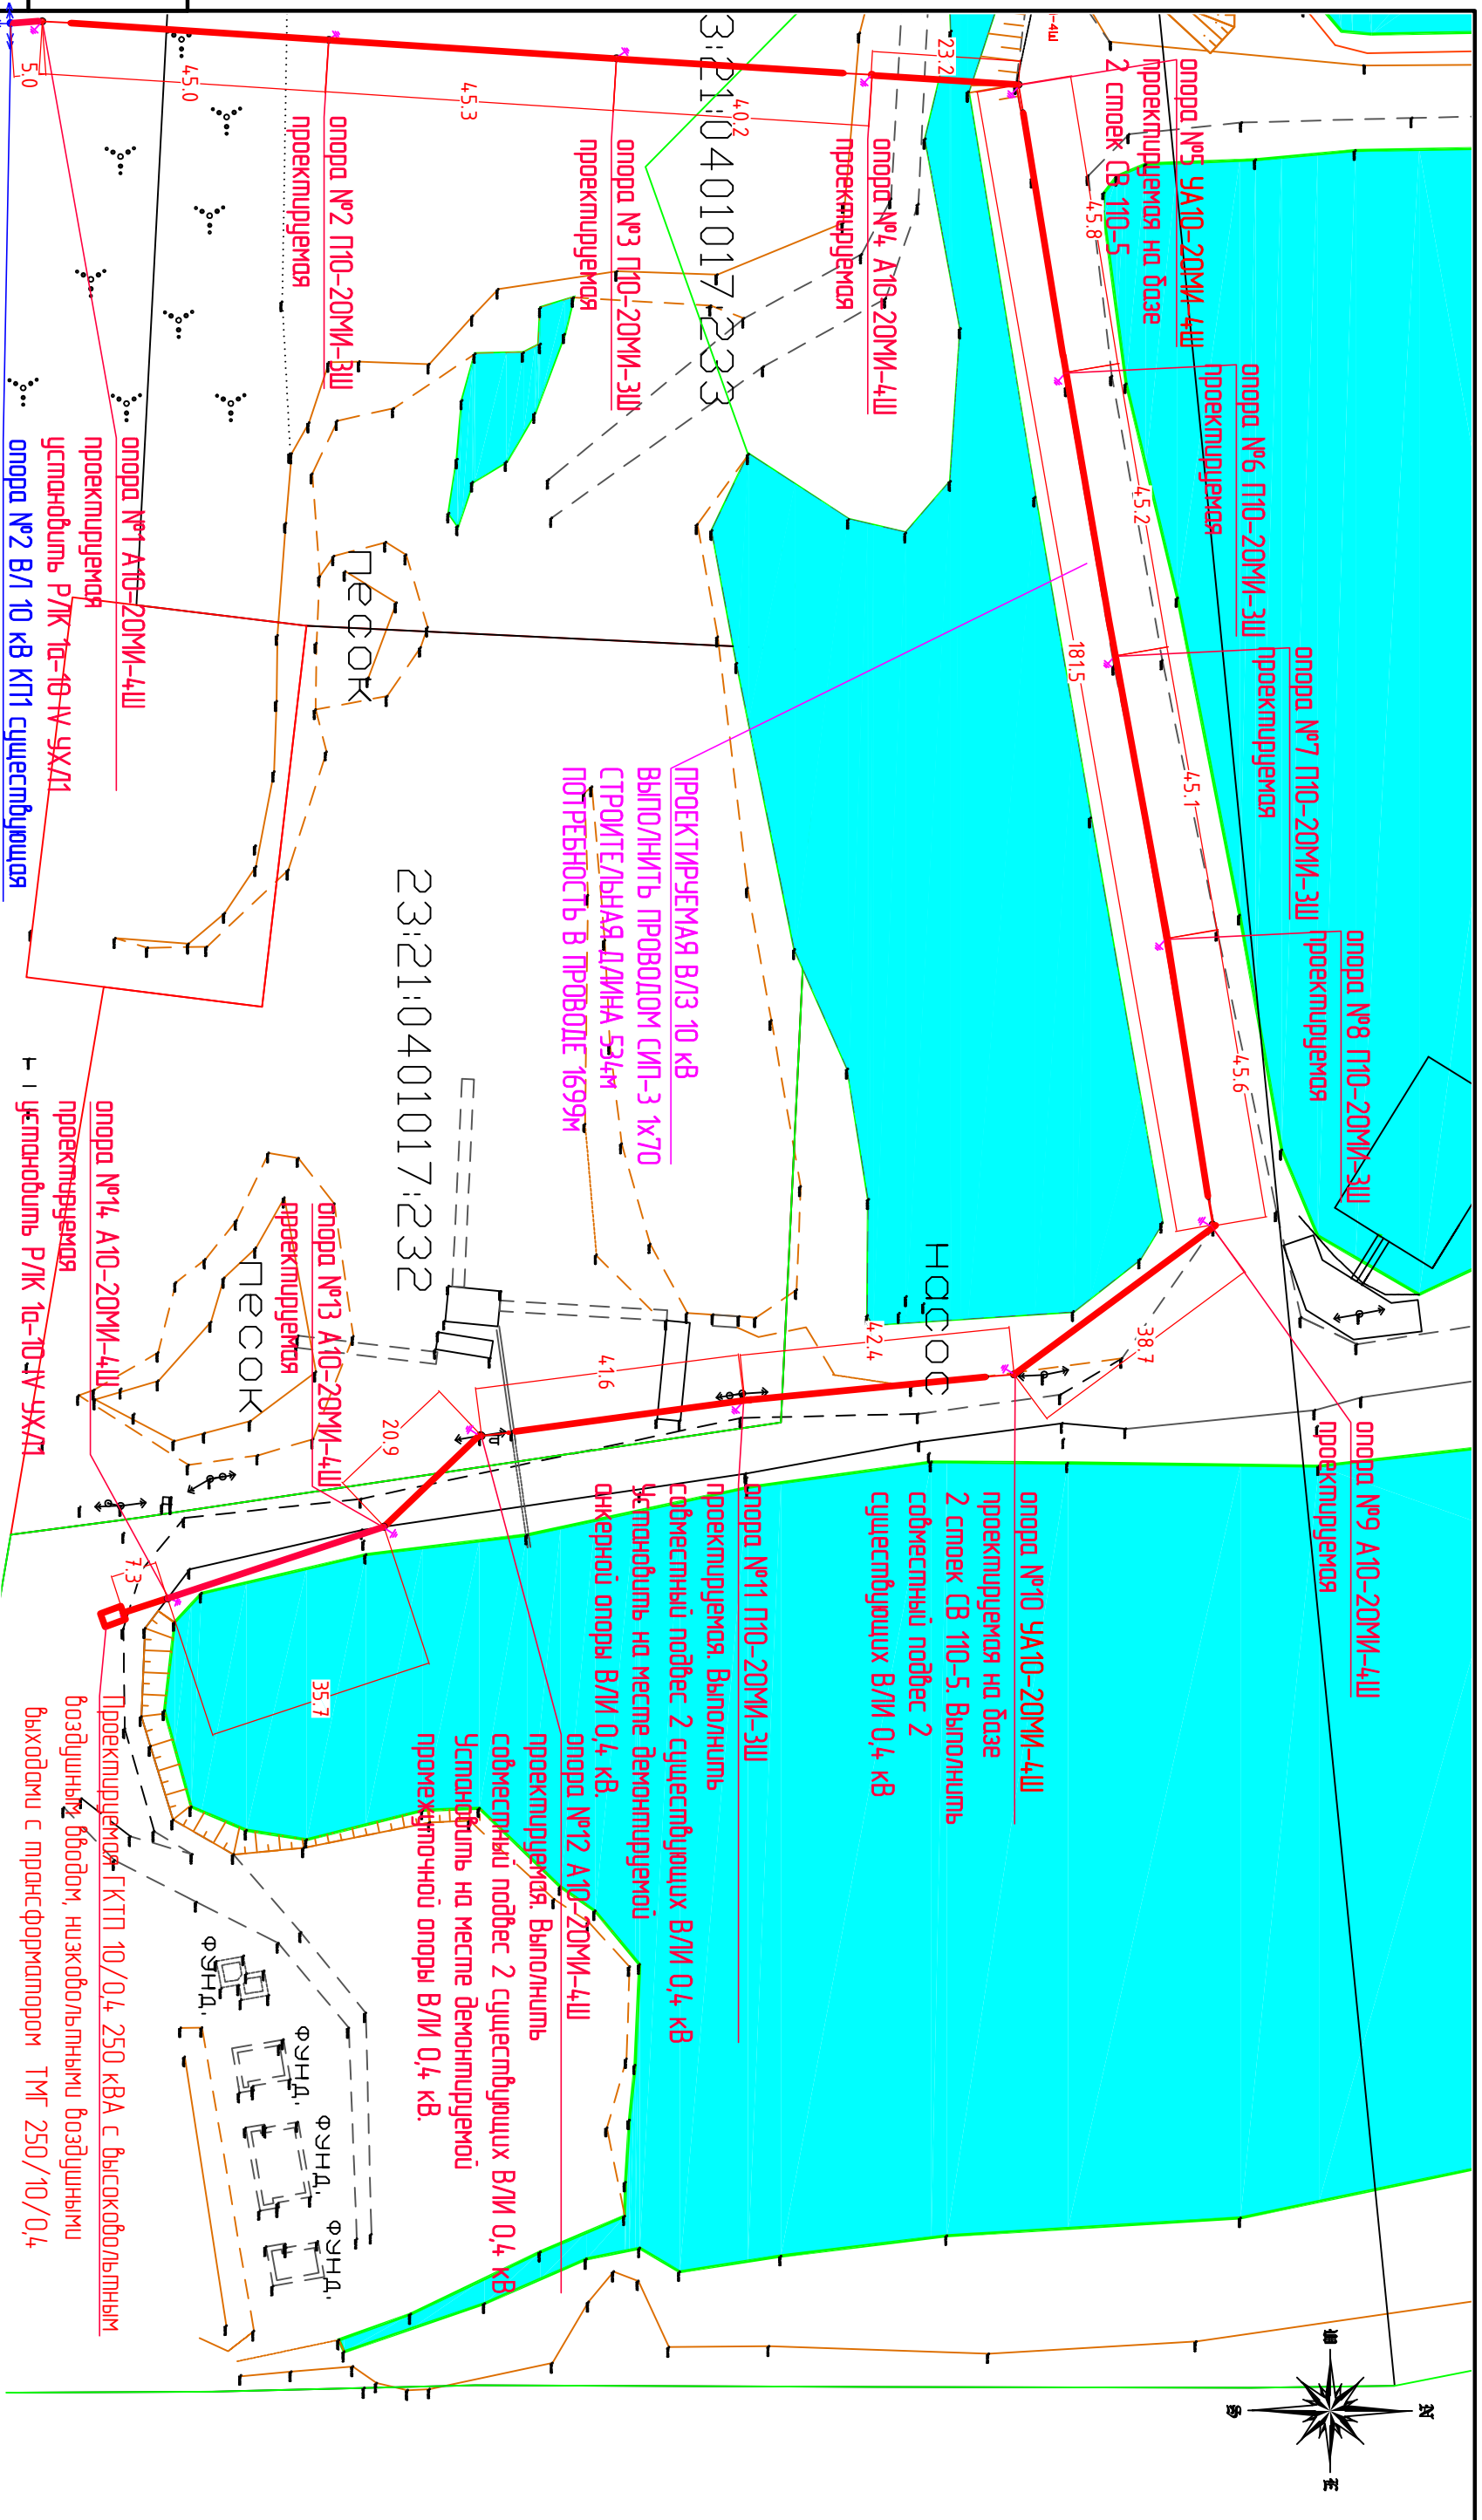 опора №5 УА10-20МИ-4Ш
проектируемая на базе
2 стоек СВ 110-5
опора №6 П10-20МИ-3Ш
проектируемая
опора №7 П10-20МИ-3Ш
проектируемая
опора №8 П10-20МИ-3Ш
проектируемая
опора №9 А10-20МИ-4Ш
проектируемая
23.2
45.8
45.2
45.1
45.6
181.5
38.7
опора №4 А10-20МИ-4Ш
проектируемая
40.2
3:21:0401017:233
опора №3 П10-20МИ-3Ш
проектируемая
45.3
опора №2 П10-20МИ-3Ш
проектируемая
45.0
5.0
опора №1 А10-20МИ-4Ш
проектируемая
установить РЛК 1а-10 IV УХЛ1
опора №2 ВЛ 10 кВ КП1 существующая
песок
ПРОЕКТИРУЕМАЯ ВЛЗ 10 кВ
ВЫПОЛНИТЬ ПРОВОДОМ СИП-3 1х70
СТРОИТЕЛЬНАЯ ДЛИНА 534м
ПОТРЕБНОСТЬ В ПРОВОДЕ 1699м
23:21:0401017:232
насос
42.4
41.6
20.9
опора №13 А10-20МИ-4Ш
проектируемая
песок
опора №14 А10-20МИ-4Ш
проектируемая
установить РЛК 1а-10 IV УХЛ1
7.3
35.7
опора №10 УА10-20МИ-4Ш
проектируемая на базе
2 стоек СВ 110-5. Выполнить
совместный подвес 2
существующих ВЛИ 0,4 кВ
опора №11 П10-20МИ-3Ш
проектируемая. Выполнить
совместный подвес 2 существующих ВЛИ 0,4 кВ
Установить на месте демонтируемой
анкерной опоры ВЛИ 0,4 кВ.
опора №12 А10-20МИ-4Ш
проектируемая. Выполнить
совместный подвес 2 существующих ВЛИ 0,4 кВ
Установить на месте демонтируемой
промежуточной опоры ВЛИ 0,4 кВ.
Проектируемая ГКТП 10/0,4 250 кВА с высоковольтным
воздушным вводом, низковольтными воздушными
выходами с трансформатором ТМГ 250/10/0,4
фунд.
фунд.
фунд.
фунд.